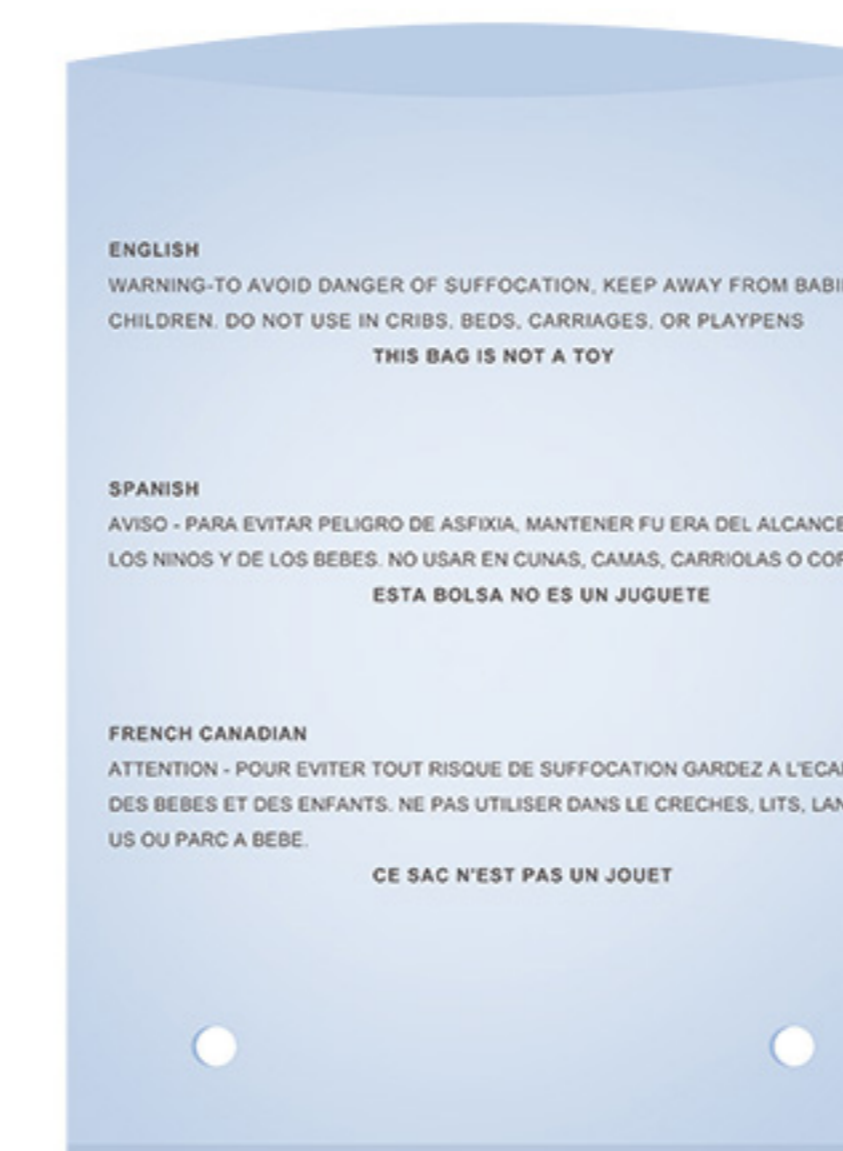 ENGLISH
WARNING-TO AVOID DANGER OF SUFFOCATION, KEEP AWAY FROM
CHILDREN. DO NOT USE IN CRIBS, BEDS, CARRIAGES, OR PLAYPENS
THIS BAG IS NOT A TOY
SPANISH
AVISO - PARA EVITAR PELIGRO DE ASFIXIA, MANTENER FU ERA DEL ALCANCE
LOS NINOS Y DE LOS BEBES. NO USAR EN CUNAS, CAMAS, CARRIOLAS O
ESTA BOLSA NO ES UN JUGUETE
FRENCH CANADIAN
ATTENTION - POUR EVITER TOUT RISQUE DE SUFFOCATION GARDEZ A
DES BEBES ET DES ENFANTS. NE PAS UTILISER DANS LE CRECHES, LITS,
US OU PARC A BEBE.
CE SAC N'EST PAS UN JOUET